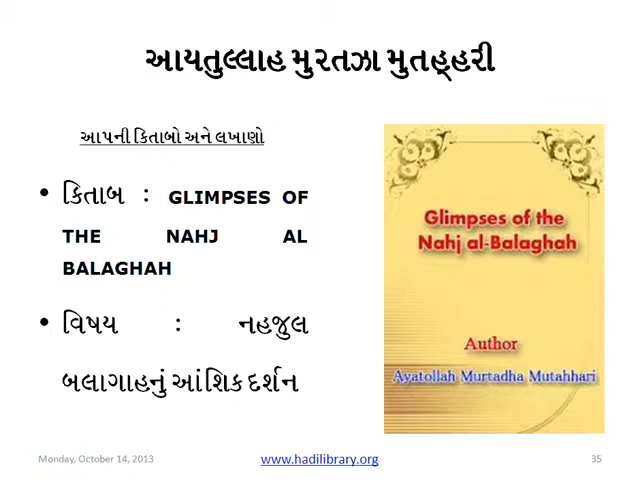 આયતુલ્લાહ મુરતઝા મુતહ્હરી
આપની કિતાબો અને લખાણો
• કિતાબ : GLIMPSES OF
THE NAHJ AL
BALAGHAH
• વિષય : નહજુલ
બલાગાહનું આંશિક દર્શન
Glimpses of the
Nahj al-Balaghah
Author
Ayatollah Murtadha Mutahhari
Monday, October 14, 2013
www.hadilibrary.org
35